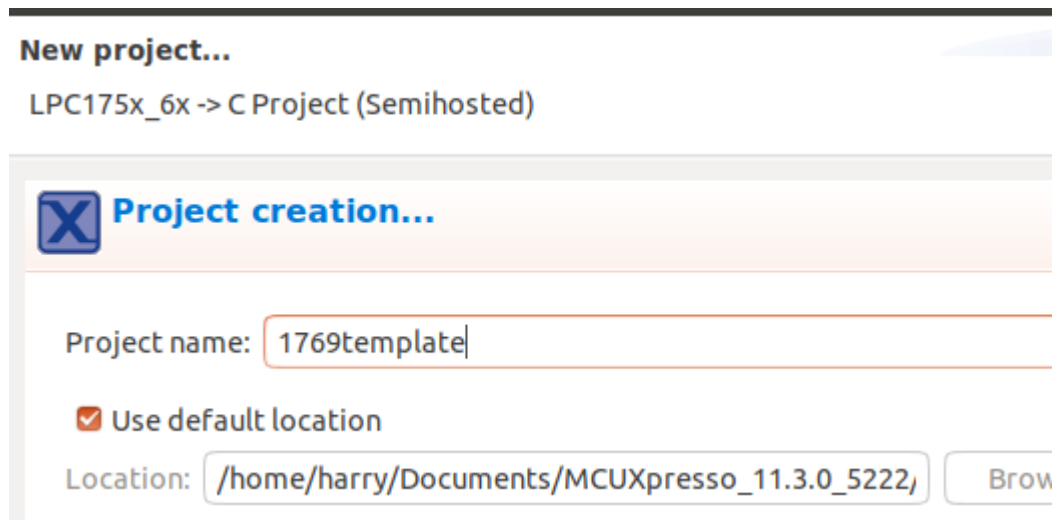 New project...
LPC175x_6x -> C Project (Semihosted)
X Project creation...
Project name: 1769template
Use default location
Location: /home/harry/Documents/MCUXpresso_11.3.0_5222/ Brow